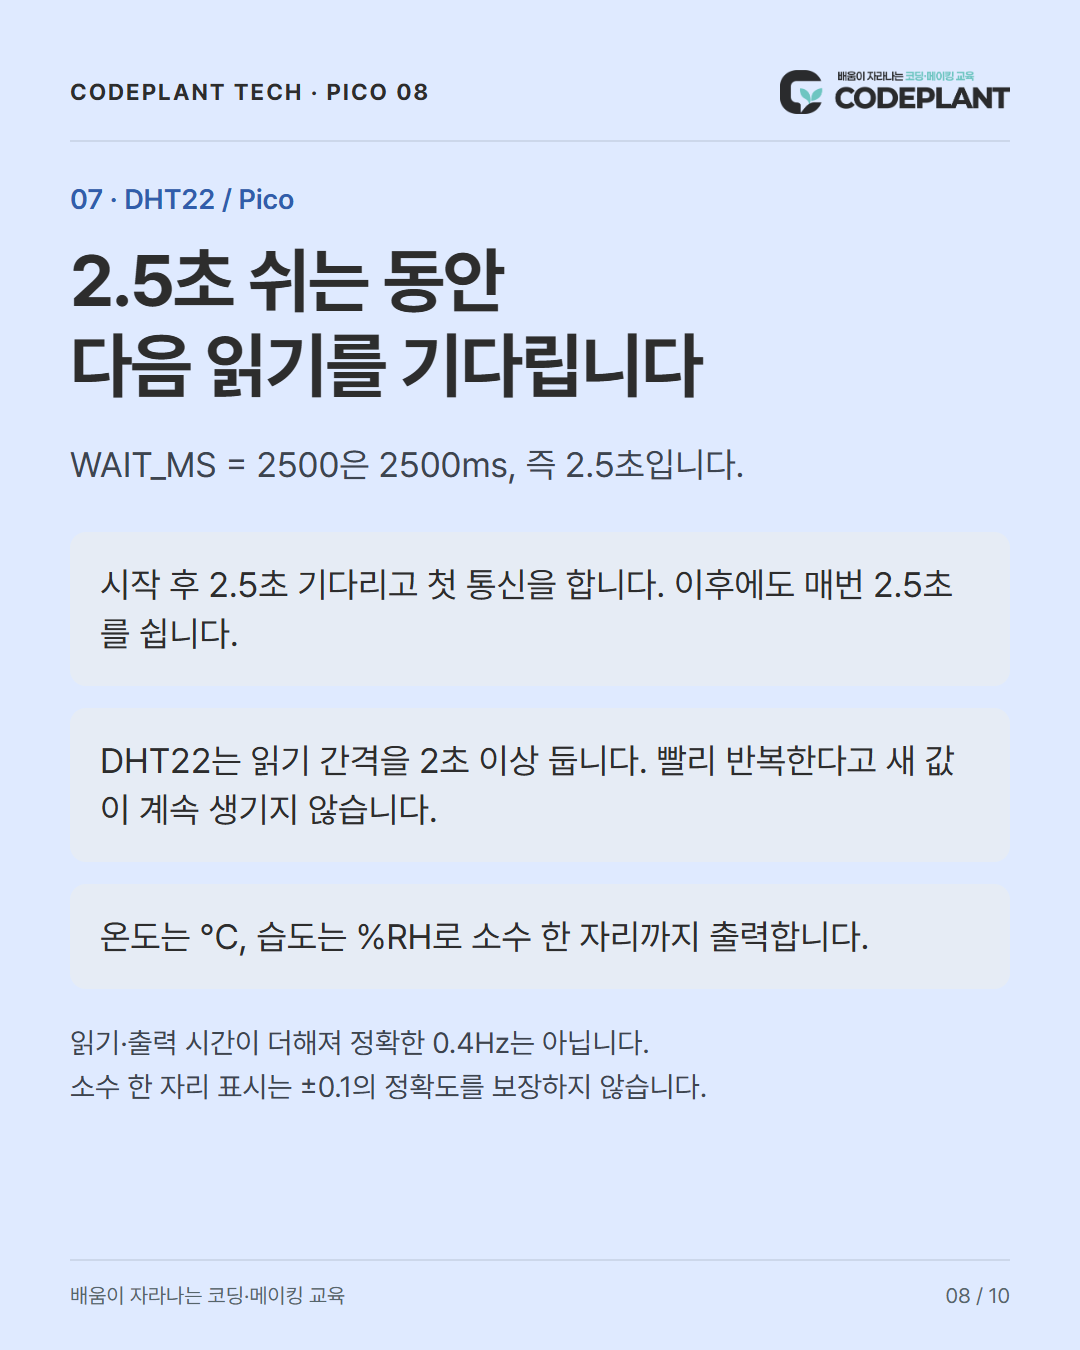 CODEPLANT TECH · PICO 08
배움이 자라나는 코딩·메이킹 교육
CODEPLANT
07 · DHT22 / Pico
2.5초 쉬는 동안
다음 읽기를 기다립니다
WAIT_MS = 2500은 2500ms, 즉 2.5초입니다.
시작 후 2.5초 기다리고 첫 통신을 합니다. 이후에도 매번 2.5초
를 쉽니다.
DHT22는 읽기 간격을 2초 이상 둡니다. 빨리 반복한다고 새 값
이 계속 생기지 않습니다.
온도는 °C, 습도는 %RH로 소수 한 자리까지 출력합니다.
읽기·출력 시간이 더해져 정확한 0.4Hz는 아닙니다.
소수 한 자리 표시는 ±0.1의 정확도를 보장하지 않습니다.
배움이 자라나는 코딩·메이킹 교육
08 / 10